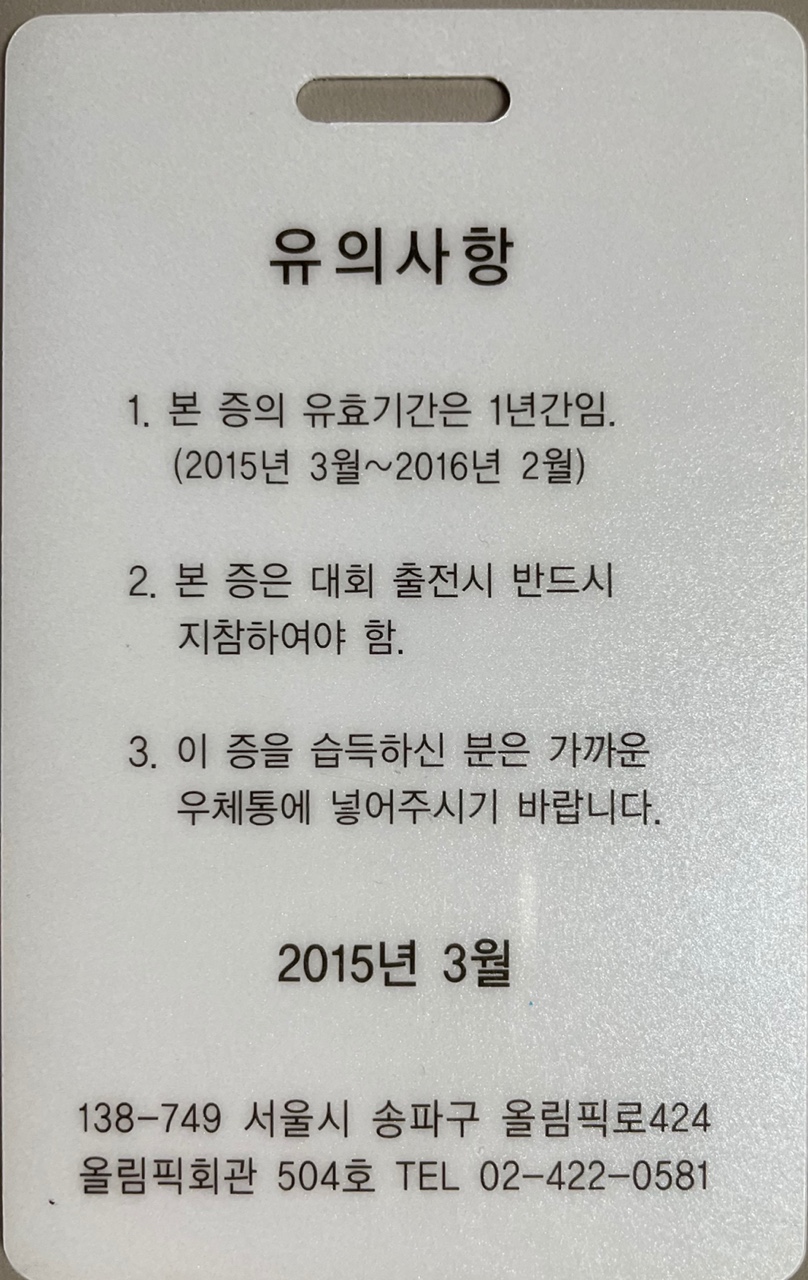 유의사항
1. 본 증의 유효기간은 1년간임.
(2015년 3월~2016년 2월)
2. 본 증은 대회 출전시 반드시
지참하여야 함.
3. 이 증을 습득하신 분은 가까운
우체통에 넣어주시기 바랍니다.
2015년 3월
138-749 서울시 송파구 올림픽로424
올림픽회관 504호 TEL 02-422-0581